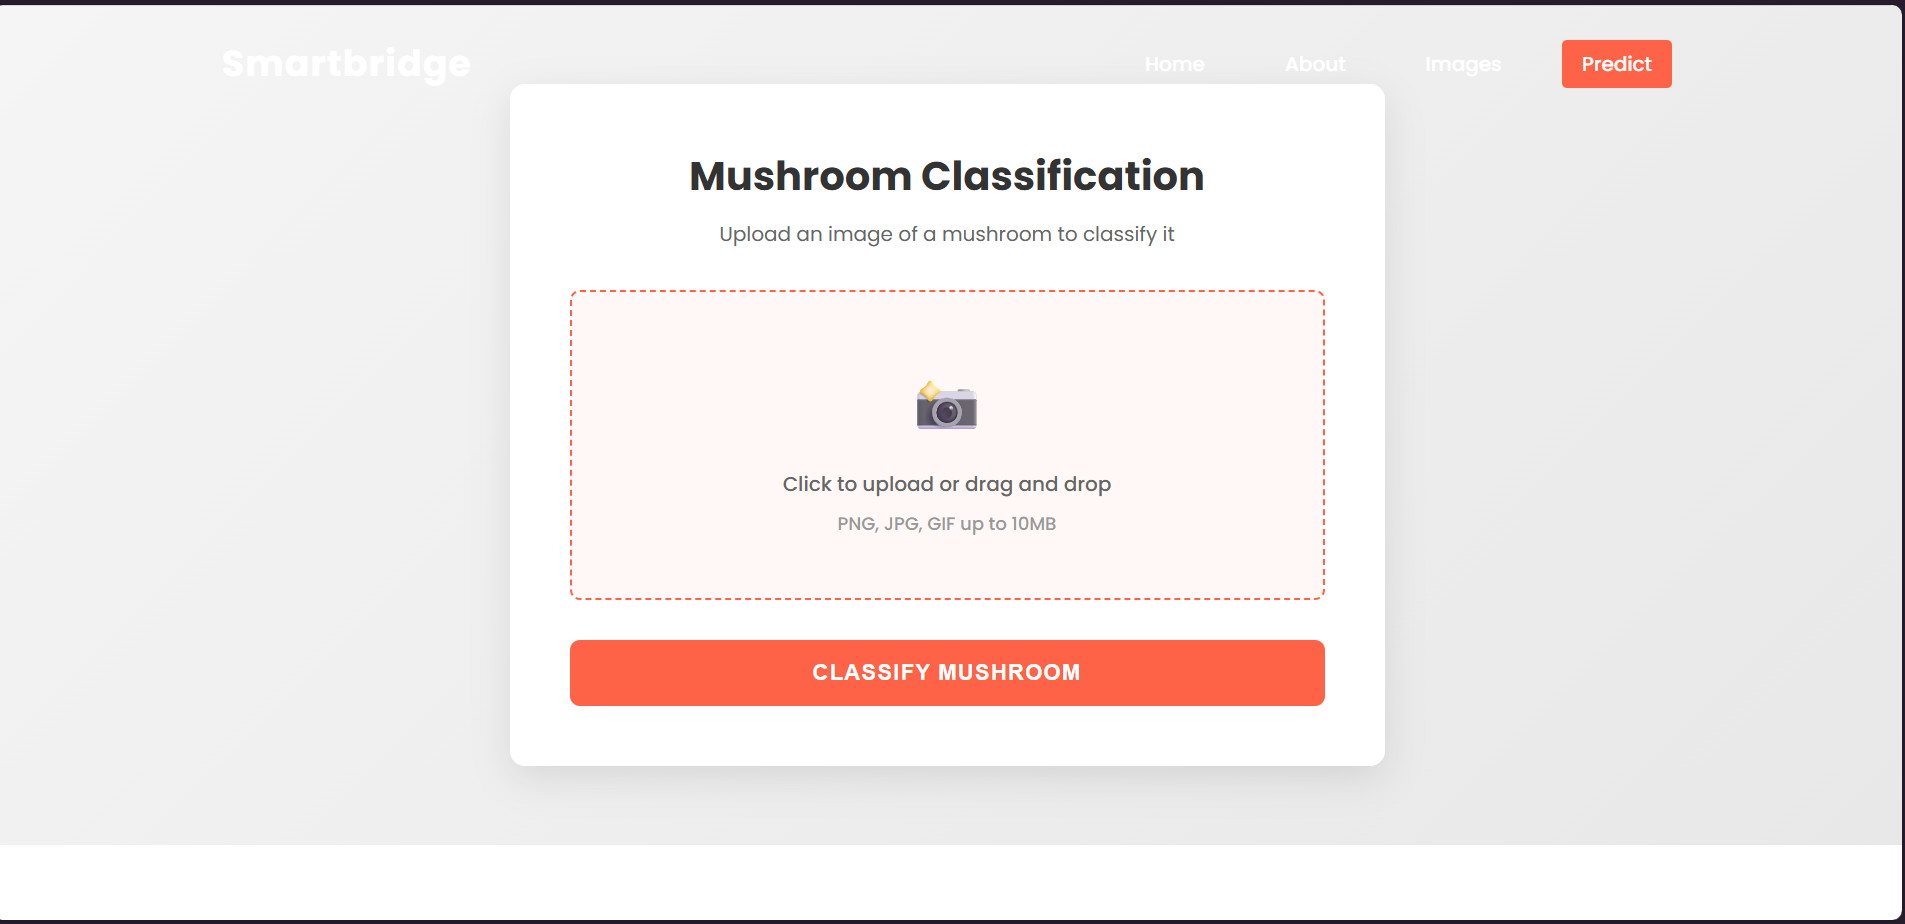 Smartbridge
Home About Images Predict
Mushroom Classification
Upload an image of a mushroom to classify it
Click to upload or drag and drop
PNG, JPG, GIF up to 10MB
CLASSIFY MUSHROOM